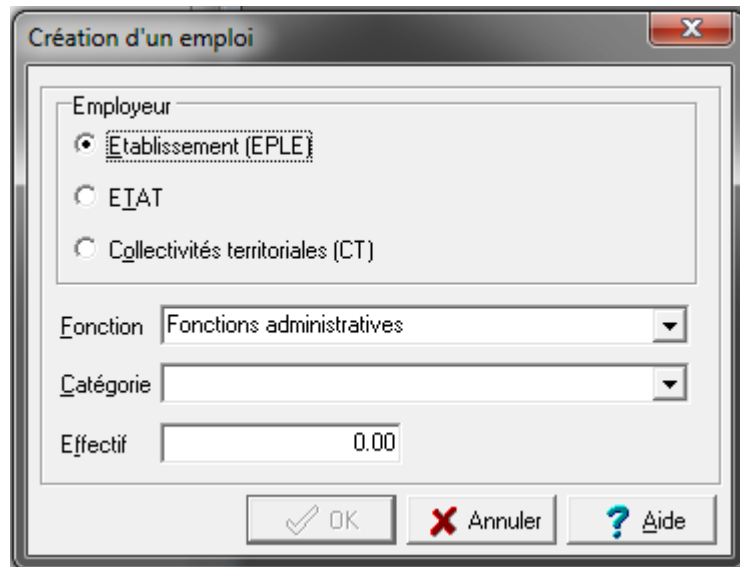 Création d'un emploi
Employeur
Etablissement (EPLE)
ETAT
Collectivités territoriales (CT)
Fonction Fonctions administratives
Catégorie
Effectif 0.00
OK Annuler ? Aide